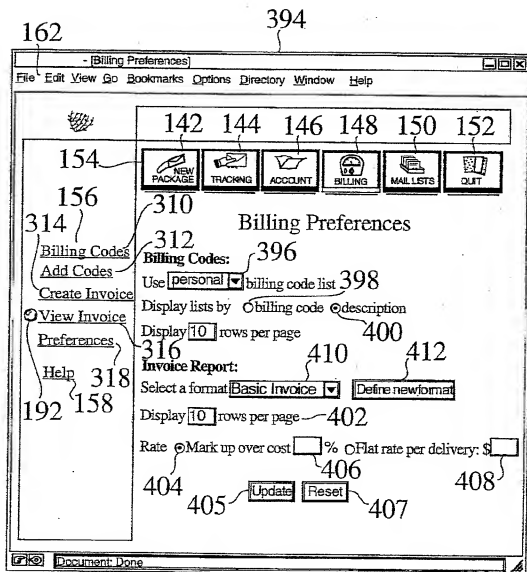 394
162
- [Billing Preferences]
File Edit View Go Bookmarks Options Directory Window Help
142 144 146 148 150 152
154
NEW PACKAGE TRACKING ACCOUNT BILLING MAIL LISTS QUIT
156
314 310
312
Billing Codes
Add Codes
Create Invoice
View Invoice
Preferences
316
318
Help
192 158
Billing Preferences
Billing Codes: 396
Use personal billing code list 398
Display lists by billing code description
400
Display 10 rows per page
Invoice Report: 410 412
Select a format Basic Invoice Define newformat
Display 10 rows per page 402
Rate Mark up over cost % Flat rate per delivery: $
404 406 408
405 Update Reset 407
Document: Done